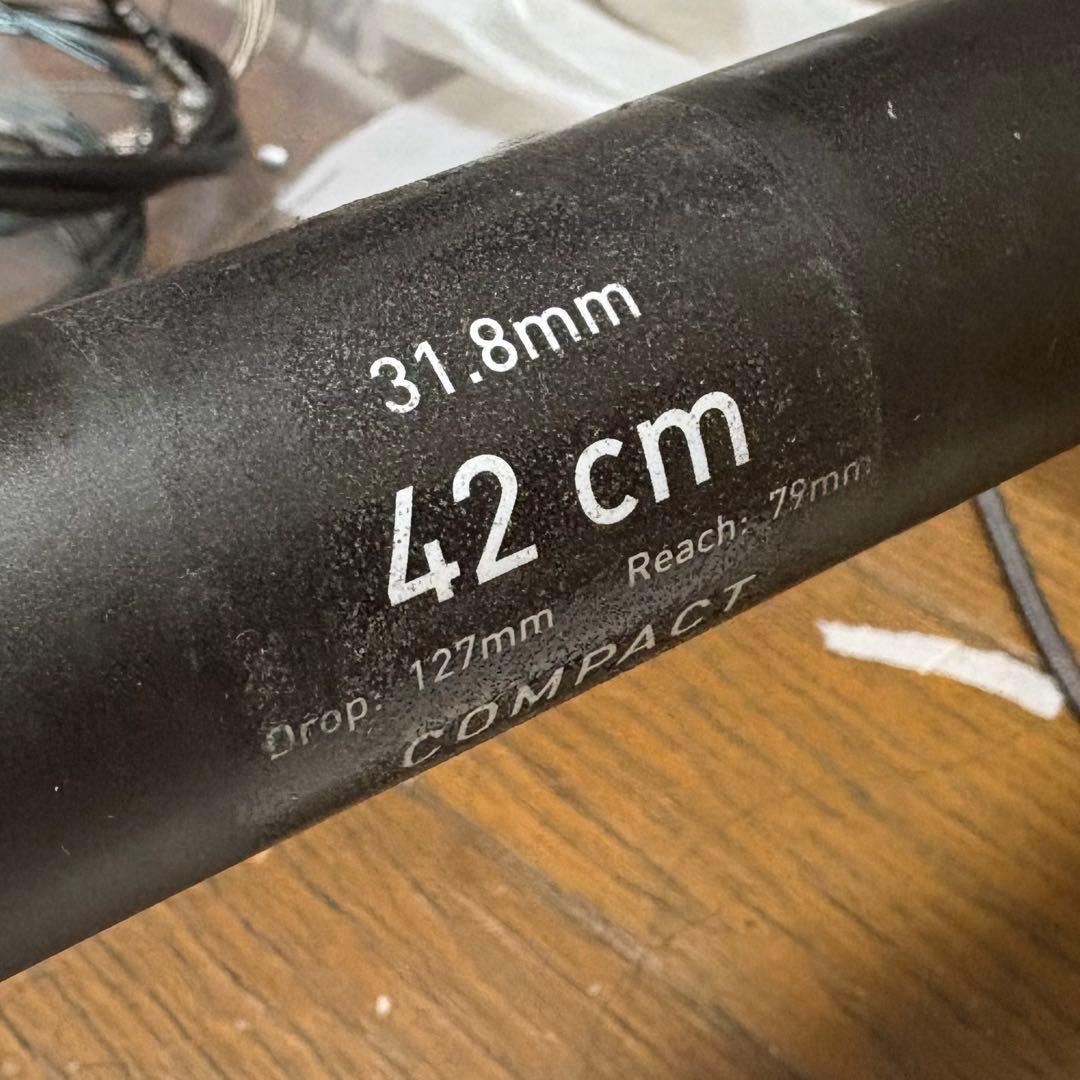 31.8mm
42 cm
Drop: 127mm Reach: 79mm
COMPACT